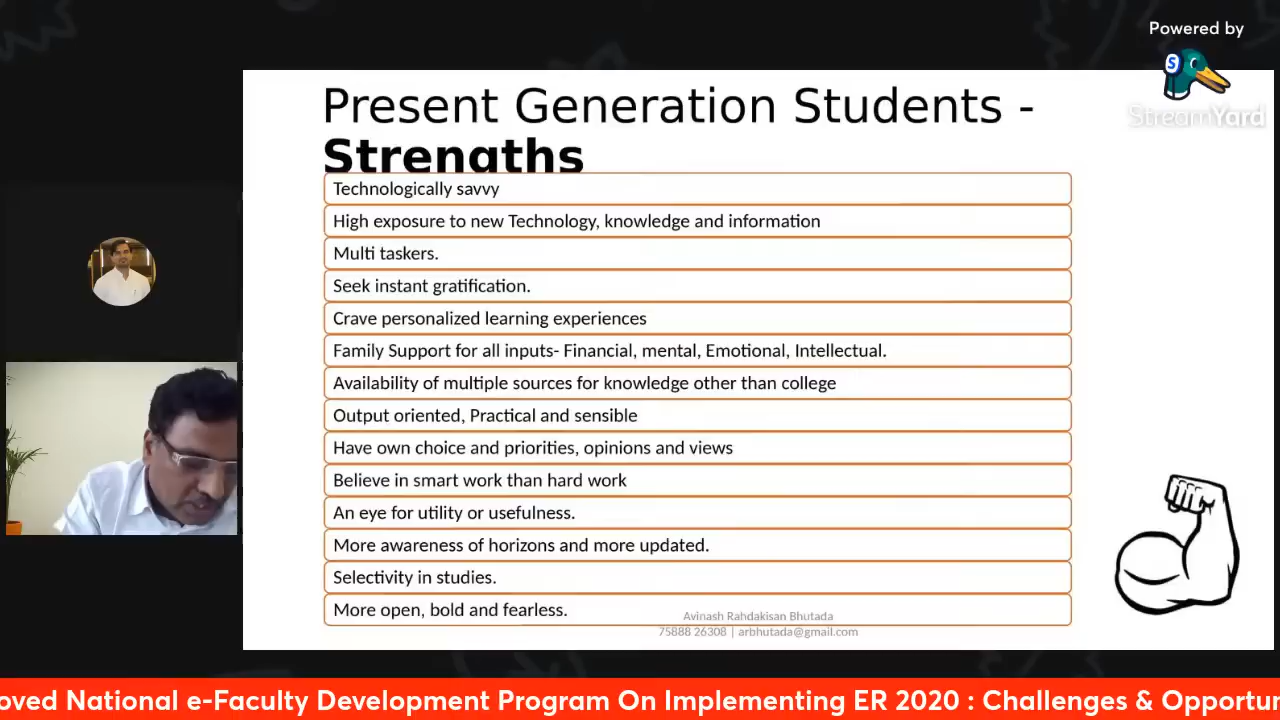 Powered by
S
StreamYard
Present Generation Students -
Strengths
Technologically savvy
High exposure to new Technology, knowledge and information
Multi taskers.
Seek instant gratification.
Crave personalized learning experiences
Family Support for all inputs- Financial, mental, Emotional, Intellectual.
Availability of multiple sources for knowledge other than college
Output oriented, Practical and sensible
Have own choice and priorities, opinions and views
Believe in smart work than hard work
An eye for utility or usefulness.
More awareness of horizons and more updated.
Selectivity in studies.
More open, bold and fearless.
Avinash Rahdakisan Bhutada
75888 26308 | arbhutada@gmail.com
oved National e-Faculty Development Program On Implementing ER 2020 : Challenges & Opportu